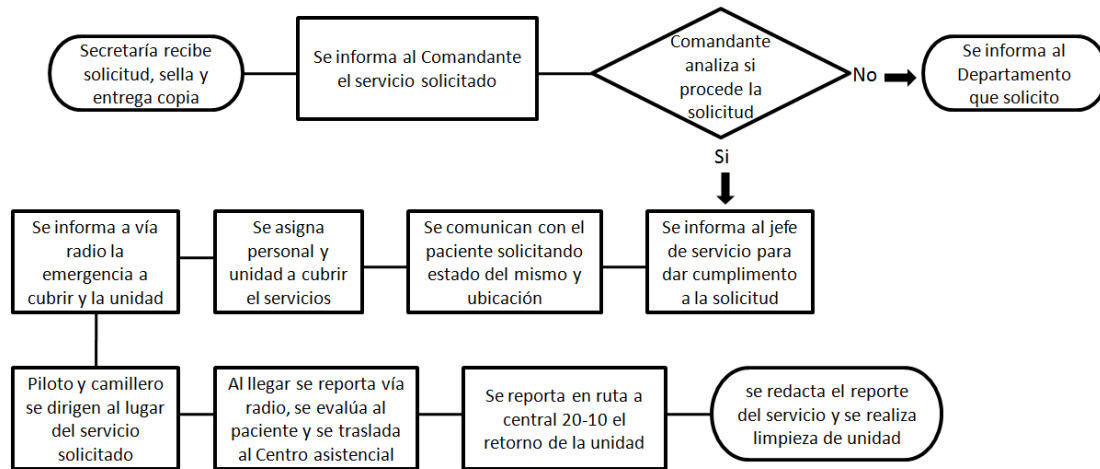 Secretaría recibe
solicitud, sella y
entrega copia
Se informa al Comandante
el servicio solicitado
Comandante
analiza si
procede la
solicitud
No
Se informa al
Departamento
que solicito
Si
Se informa a vía
radio la
emergencia a
cubrir y la unidad
Se asigna
personal y
unidad a cubrir
el servicios
Se comunican con el
paciente solicitando
estado del mismo y
ubicación
Se informa al jefe
de servicio para
dar cumplimento
a la solicitud
Piloto y camillero
se dirigen al lugar
del servicio
solicitado
Al llegar se reporta vía
radio, se evalúa al
paciente y se traslada
al Centro asistencial
Se reporta en ruta a
central 20-10 el
retorno de la unidad
se redacta el reporte
del servicio y se realiza
limpieza de unidad